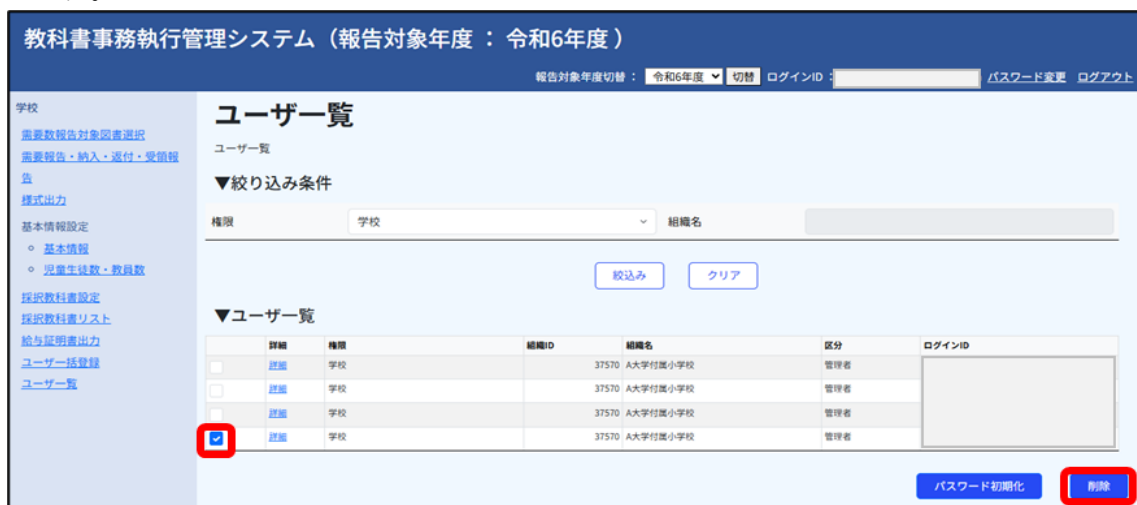 教科書事務執行管理システム（報告対象年度 ： 令和6年度 ）
報告対象年度切替 ： 令和6年度 切替 ログインID : パスワード変更 ログアウト
学校
需要数報告対象図書選択
需要報告・納入・返付・受領報
告
様式出力
基本情報設定
基本情報
児童生徒数・教員数
採択教科書設定
採択教科書リスト
給与証明書出力
ユーザー括登録
ユーザ一覧
ユーザ一覧
ユーザ一覧
▼絞り込み条件
権限 学校 組織名
絞込み クリア
▼ユーザ一覧
詳細 権限 組織ID 組織名 区分 ログインID
詳細 学校 37570 A大学付属小学校 管理者
詳細 学校 37570 A大学付属小学校 管理者
詳細 学校 37570 A大学付属小学校 管理者
詳細 学校 37570 A大学付属小学校 管理者
パスワード初期化 削除